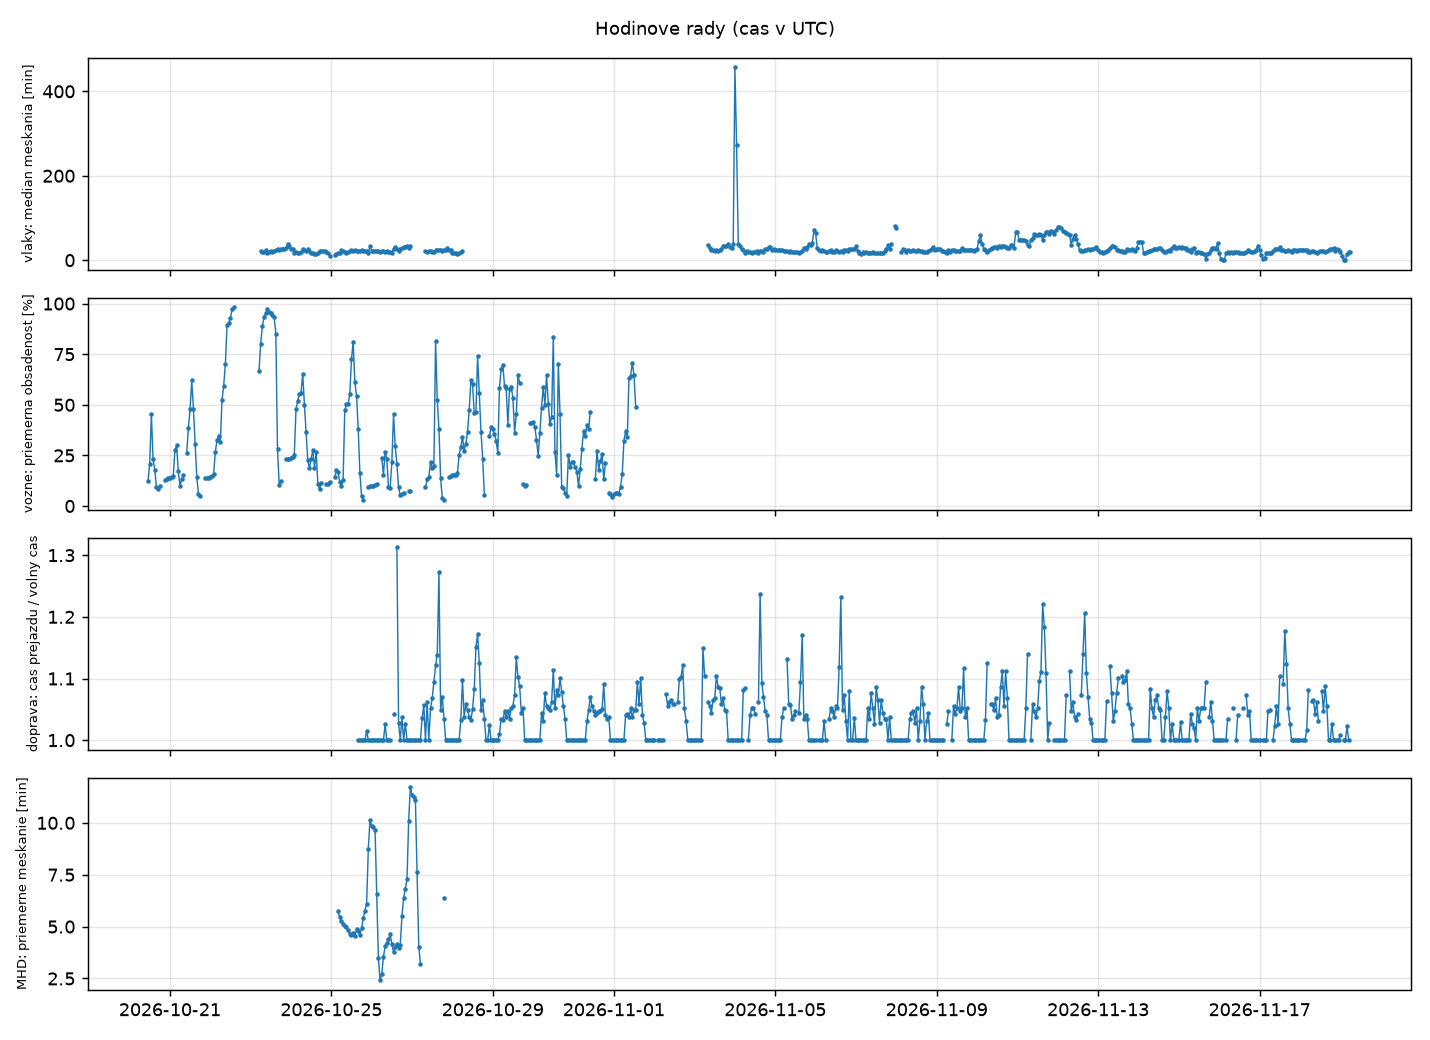 Hodinove rady (cas v UTC)
vlaky: median meskania [min]
400
200
0
vozne: priemerna obsadenost [%]
100
75
50
25
0
doprava: cas prejazdu / volny cas
1.3
1.2
1.1
1.0
MHD: priemerne meskanie [min]
10.0
7.5
5.0
2.5
2026-10-21 2026-10-25 2026-10-29 2026-11-01 2026-11-05 2026-11-09 2026-11-13 2026-11-17